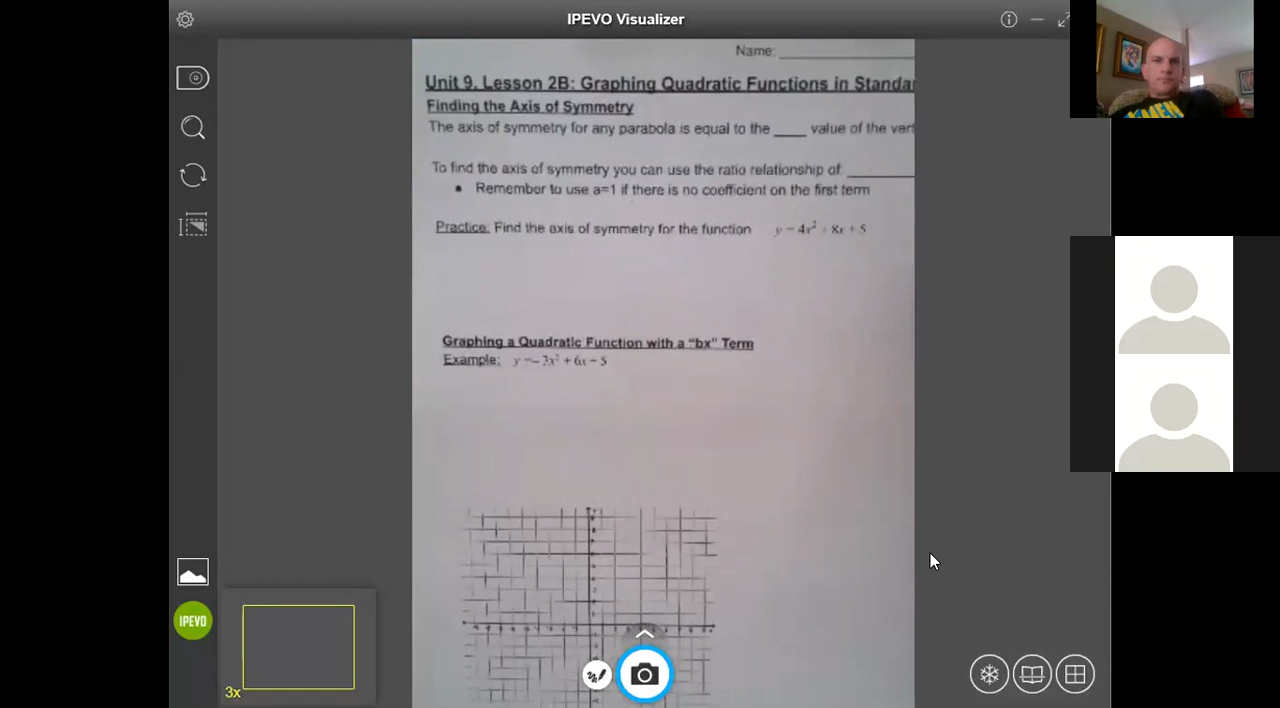 IPEVO Visualizer
Name:
Unit 9. Lesson 2B: Graphing Quadratic Functions in Standar
Finding the Axis of Symmetry
The axis of symmetry for any parabola is equal to the ____ value of the vert
To find the axis of symmetry you can use the ratio relationship of:
• Remember to use a=1 if there is no coefficient on the first term
Practice. Find the axis of symmetry for the function
Graphing a Quadratic Function with a "bx" Term
Example:
IPEVO
3x